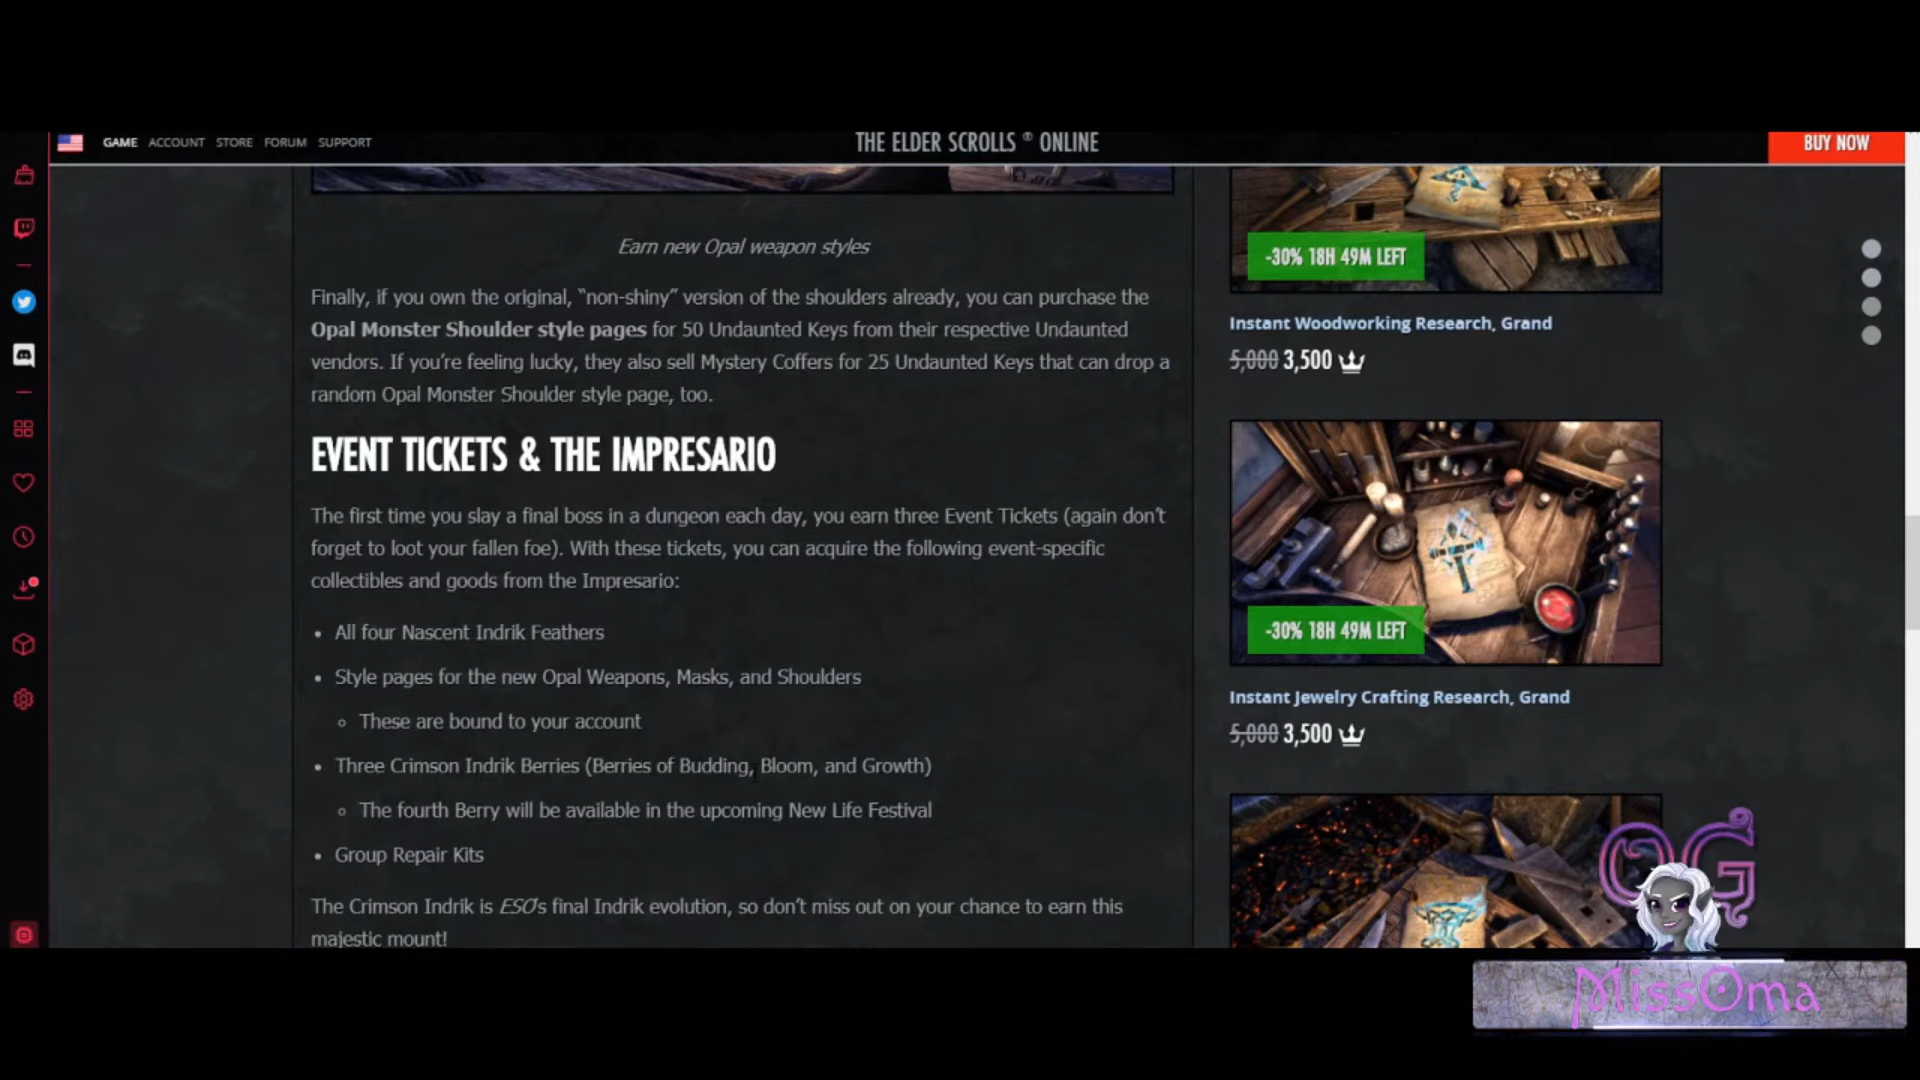 GAME ACCOUNT STORE FORUM SUPPORT
THE ELDER SCROLLS ® ONLINE
BUY NOW
Earn new Opal weapon styles
Finally, if you own the original, “non-shiny” version of the shoulders already, you can purchase the
Opal Monster Shoulder style pages for 50 Undaunted Keys from their respective Undaunted
vendors. If you’re feeling lucky, they also sell Mystery Coffers for 25 Undaunted Keys that can drop a
random Opal Monster Shoulder style page, too.
EVENT TICKETS & THE IMPRESARIO
The first time you slay a final boss in a dungeon each day, you earn three Event Tickets (again don’t
forget to loot your fallen foe). With these tickets, you can acquire the following event-specific
collectibles and goods from the Impresario:
• All four Nascent Indrik Feathers
• Style pages for the new Opal Weapons, Masks, and Shoulders
◦ These are bound to your account
• Three Crimson Indrik Berries (Berries of Budding, Bloom, and Growth)
◦ The fourth Berry will be available in the upcoming New Life Festival
• Group Repair Kits
The Crimson Indrik is ESO’s final Indrik evolution, so don’t miss out on your chance to earn this
majestic mount!
-30% 18H 49M LEFT
Instant Woodworking Research, Grand
5,000 3,500
-30% 18H 49M LEFT
Instant Jewelry Crafting Research, Grand
5,000 3,500
OG
MissOma